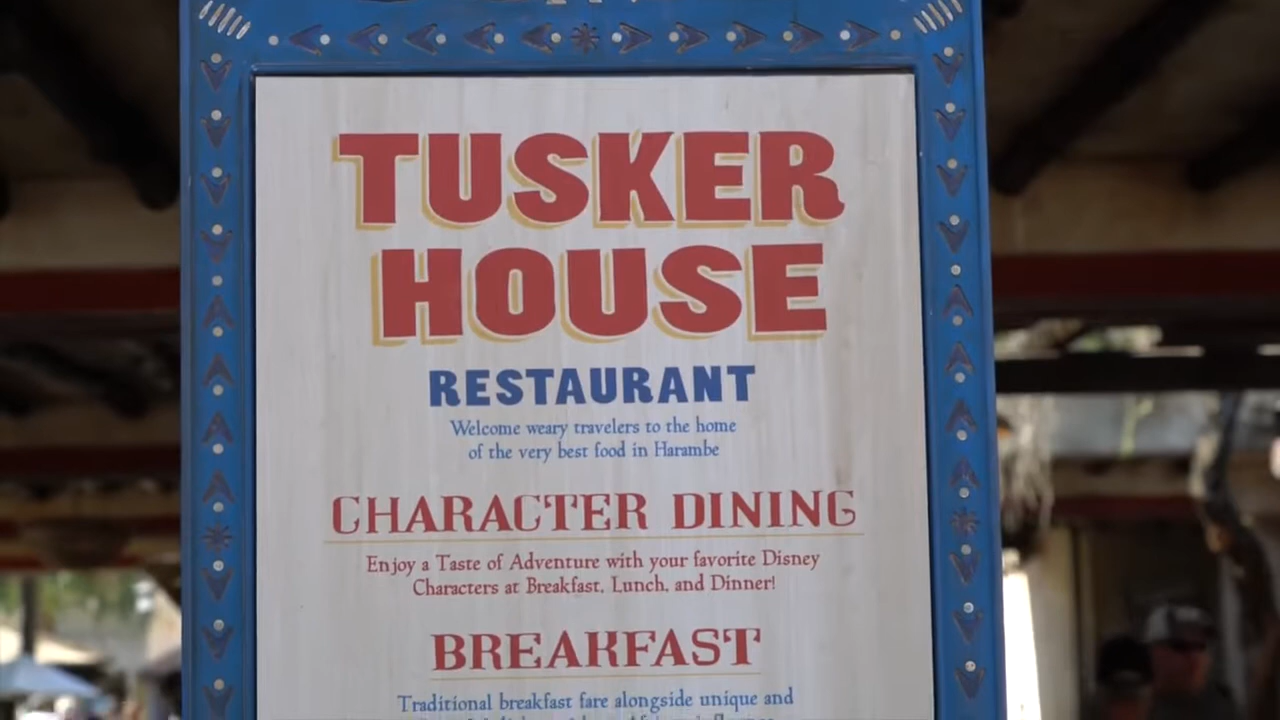 TUSKER
HOUSE
RESTAURANT
Welcome weary travelers to the home
of the very best food in Harambe
CHARACTER DINING
Enjoy a Taste of Adventure with your favorite Disney
Characters at Breakfast, Lunch, and Dinner!
BREAKFAST
Traditional breakfast fare alongside unique and